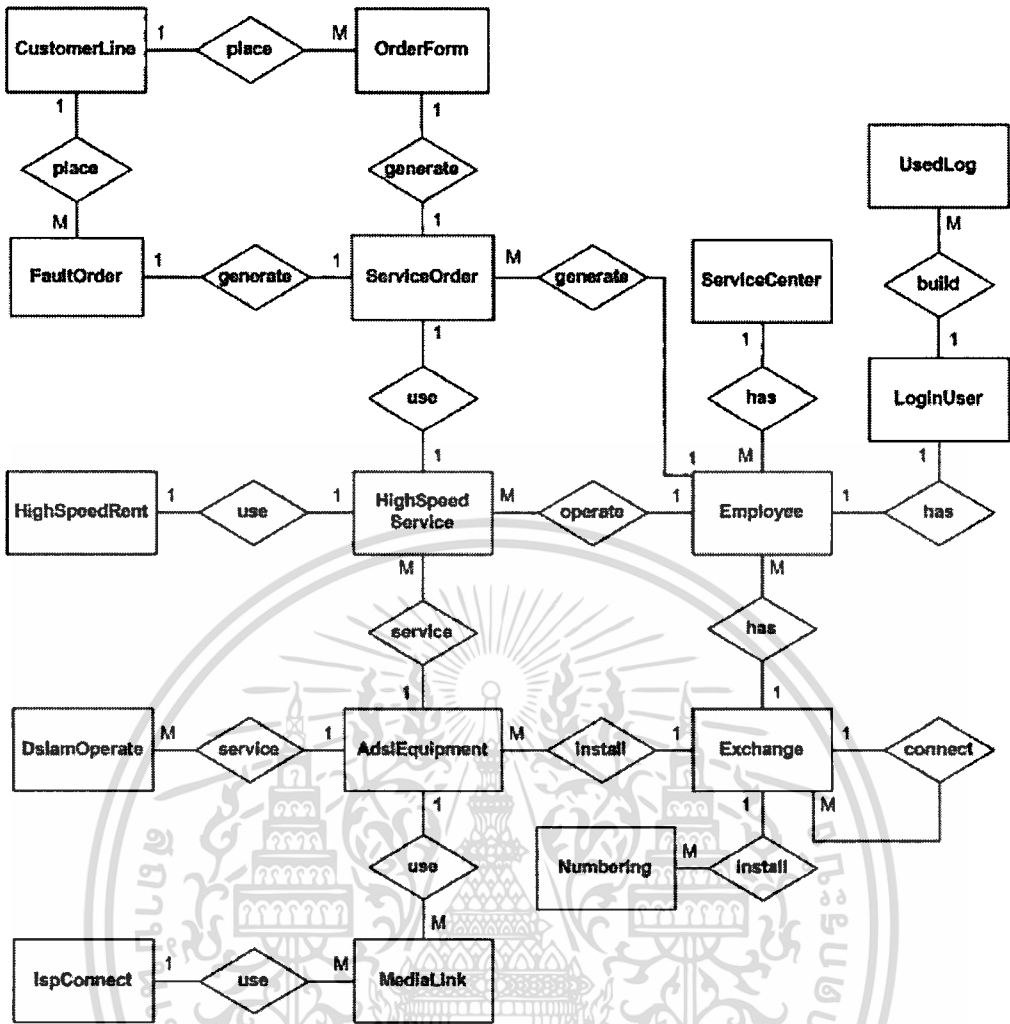 CustomerLine 1 place M OrderForm
1 1
place generate UsedLog
M 1 M
FaultOrder 1 generate 1 ServiceOrder M generate ServiceCenter build
1 1 1
use has LoginUser
1 1 M 1
HighSpeedRent 1 use 1 HighSpeed
Service M operate 1 Employee 1 has
M M
service has
1 1
DslamOperate M service 1 AdslEquipment M install 1 Exchange 1 connect
1 1 M
use Numbering M install
M
IspConnect 1 use M MediaLink